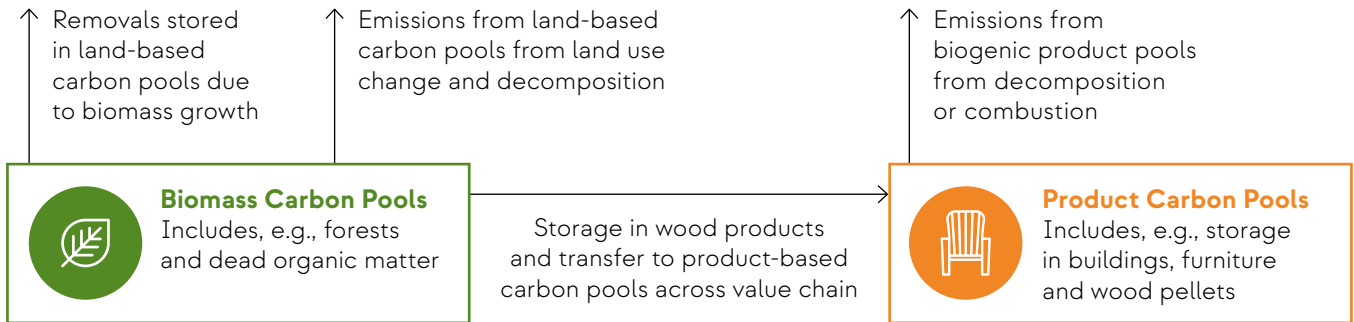 Removals stored
in land-based
carbon pools due
to biomass growth
Emissions from land-based
carbon pools from land use
change and decomposition
Emissions from
biogenic product pools
from decomposition
or combustion
Biomass Carbon Pools
Includes, e.g., forests
and dead organic matter
Storage in wood products
and transfer to product-based
carbon pools across value chain
Product Carbon Pools
Includes, e.g., storage
in buildings, furniture
and wood pellets